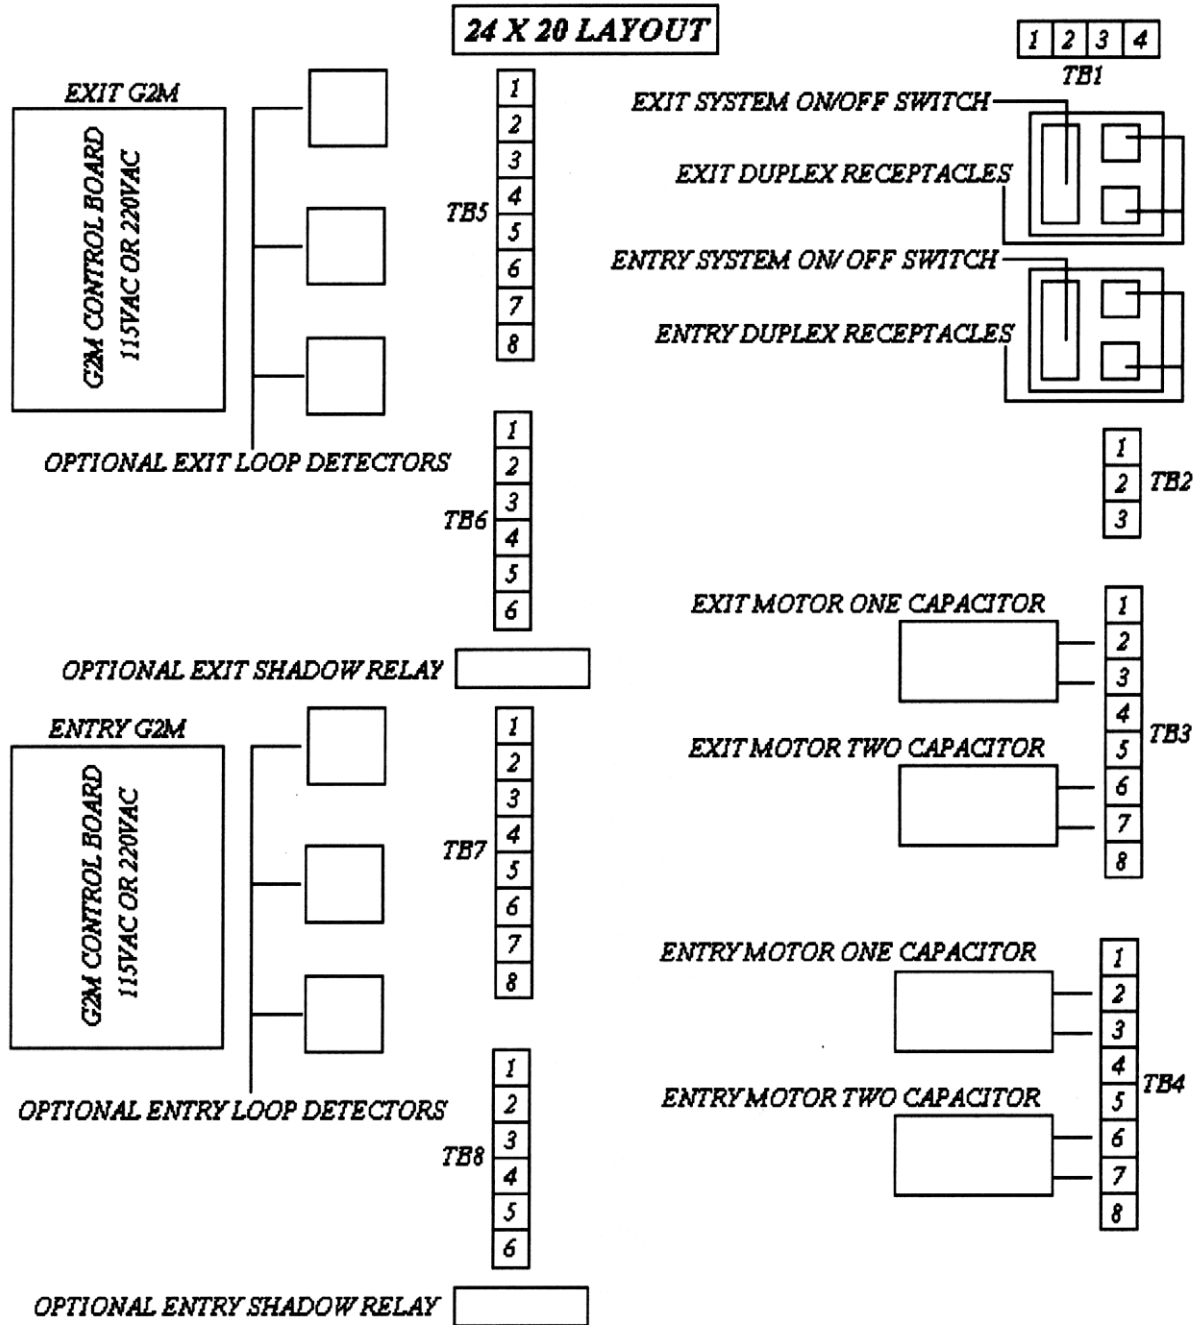 24 X 20 LAYOUT
1 2 3 4
TB1
EXIT G2M
G2M CONTROL BOARD
115VAC OR 220VAC
OPTIONAL EXIT LOOP DETECTORS
TB5
1
2
3
4
5
6
7
8
EXIT SYSTEM ON/OFF SWITCH
EXIT DUPLEX RECEPTACLES
ENTRY SYSTEM ON/ OFF SWITCH
ENTRY DUPLEX RECEPTACLES
TB6
1
2
3
4
5
6
1
2
3
TB2
OPTIONAL EXIT SHADOW RELAY
EXIT MOTOR ONE CAPACITOR
EXIT MOTOR TWO CAPACITOR
1
2
3
4
5
6
7
8
TB3
ENTRY G2M
G2M CONTROL BOARD
115VAC OR 220VAC
OPTIONAL ENTRY LOOP DETECTORS
TB7
1
2
3
4
5
6
7
8
ENTRY MOTOR ONE CAPACITOR
ENTRY MOTOR TWO CAPACITOR
1
2
3
4
5
6
7
8
TB4
TB8
1
2
3
4
5
6
OPTIONAL ENTRY SHADOW RELAY